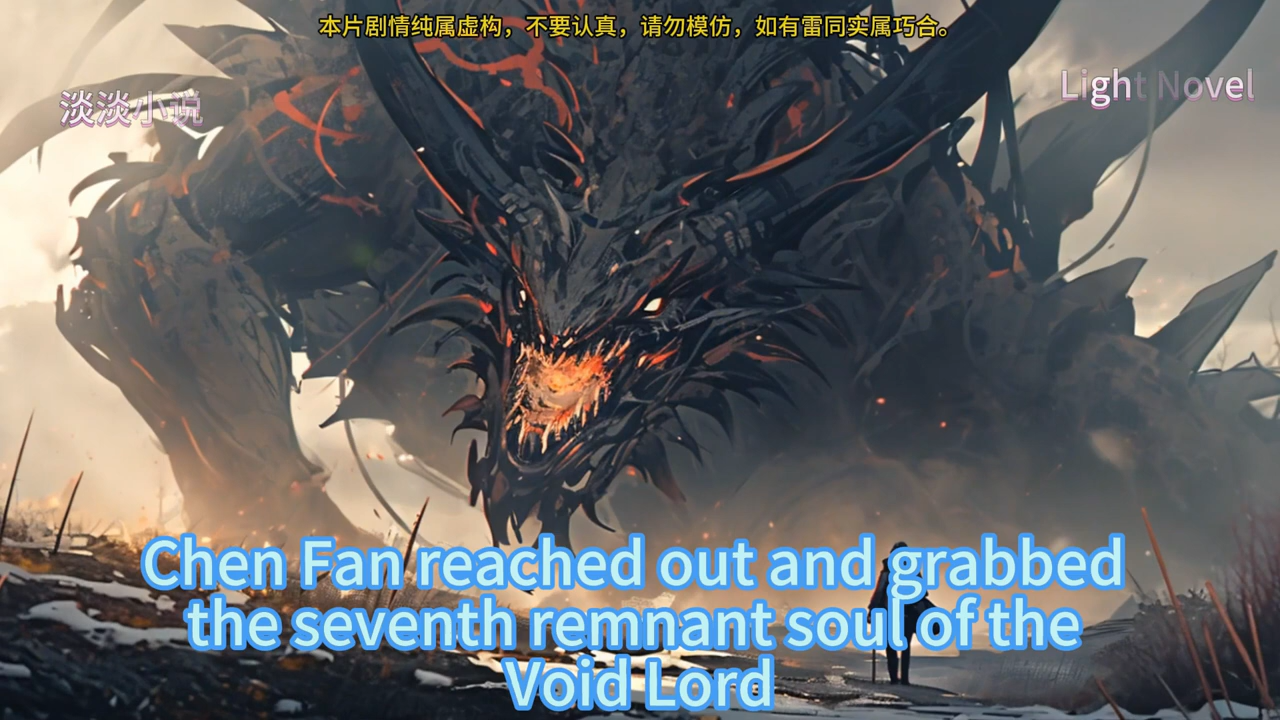 本片剧情纯属虚构，不要认真，请勿模仿，如有雷同实属巧合。
淡淡小说
Light Novel
Chen Fan reached out and grabbed
the seventh remnant soul of the
Void Lord